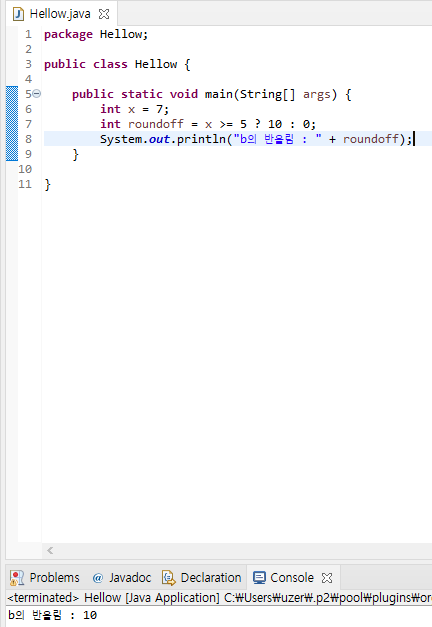 Hellow.java
1 package Hellow;
2
3 public class Hellow {
4
5 public static void main(String[] args) {
6 int x = 7;
7 int roundoff = x >= 5 ? 10 : 0;
8 System.out.println("b의 반올림 : " + roundoff);
9 }
10
11 }
Problems @ Javadoc Declaration Console
<terminated> Hellow [Java Application] C:₩Users₩uzer₩.p2₩pool₩plugins₩or
b의 반올림 : 10